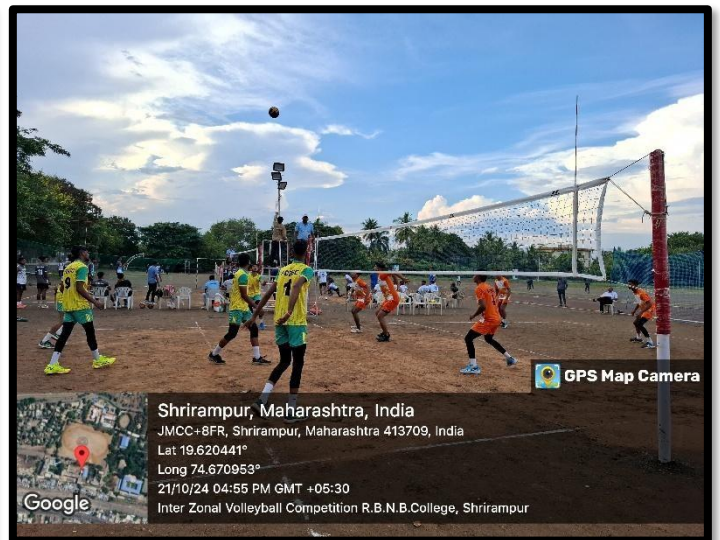 GPS Map Camera
Shrirampur, Maharashtra, India
JMCC+8FR, Shrirampur, Maharashtra 413709, India
Lat 19.620441°
Long 74.670953°
21/10/24 04:55 PM GMT +05:30
Inter Zonal Volleyball Competition R.B.N.B.College, Shrirampur
Google